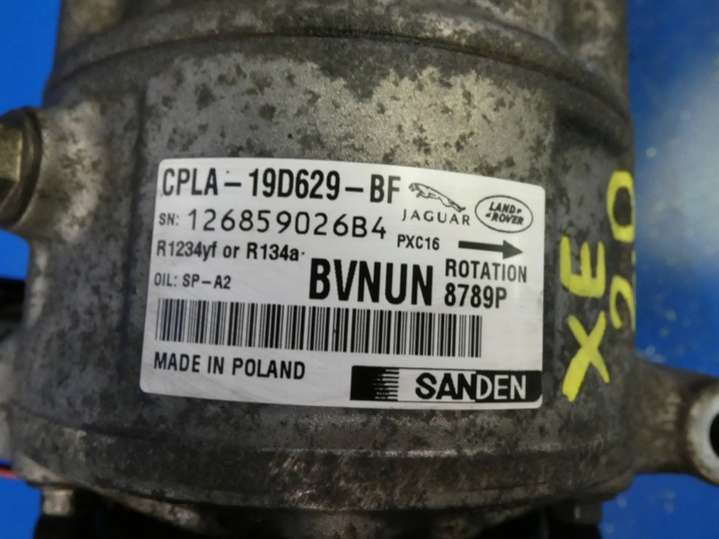 CPLA-19D629-BF
JAGUAR
LAND ROVER
SN: 126859026B4
PXC16
R1234yf or R134a
ROTATION
OIL: SP-A2
BVNUN 8789P
MADE IN POLAND
SANDEN
XE 2.0